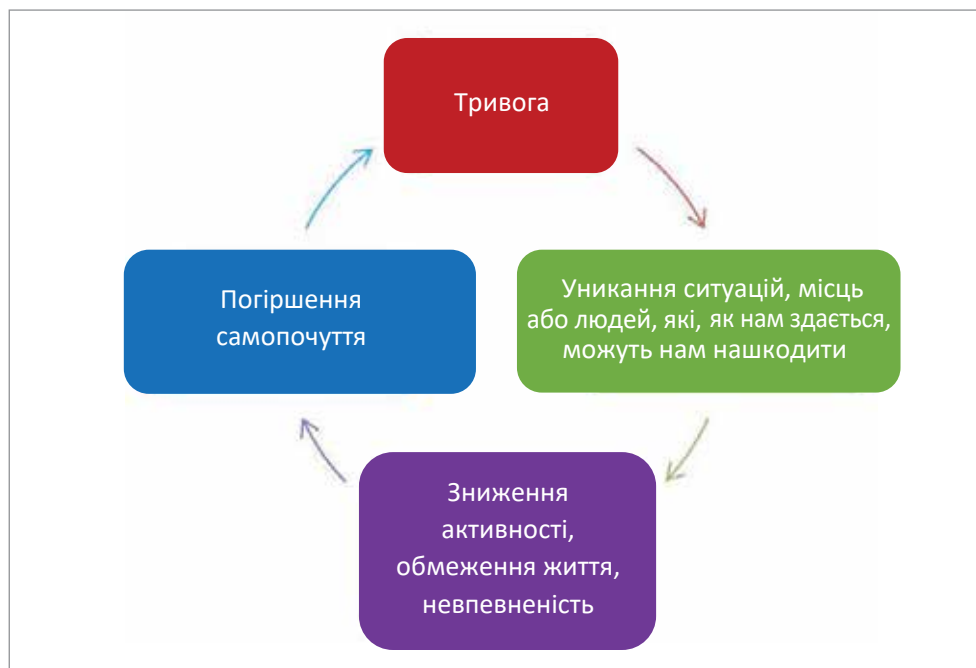 Тривога
Уникання ситуацій, місць
або людей, які, як нам здається,
можуть нам нашкодити
Зниження
активності,
обмеження життя,
невпевненість
Погіршення
самопочуття